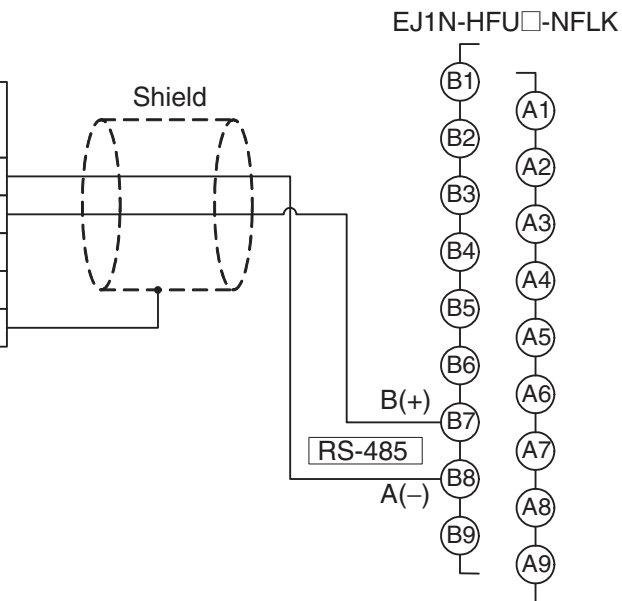 EJ1N-HFU□-NFLK
Shield
B1
B2
B3
B4
B5
B6
B7
B8
B9
A1
A2
A3
A4
A5
A6
A7
A8
A9
B(+)
RS-485
A(−)